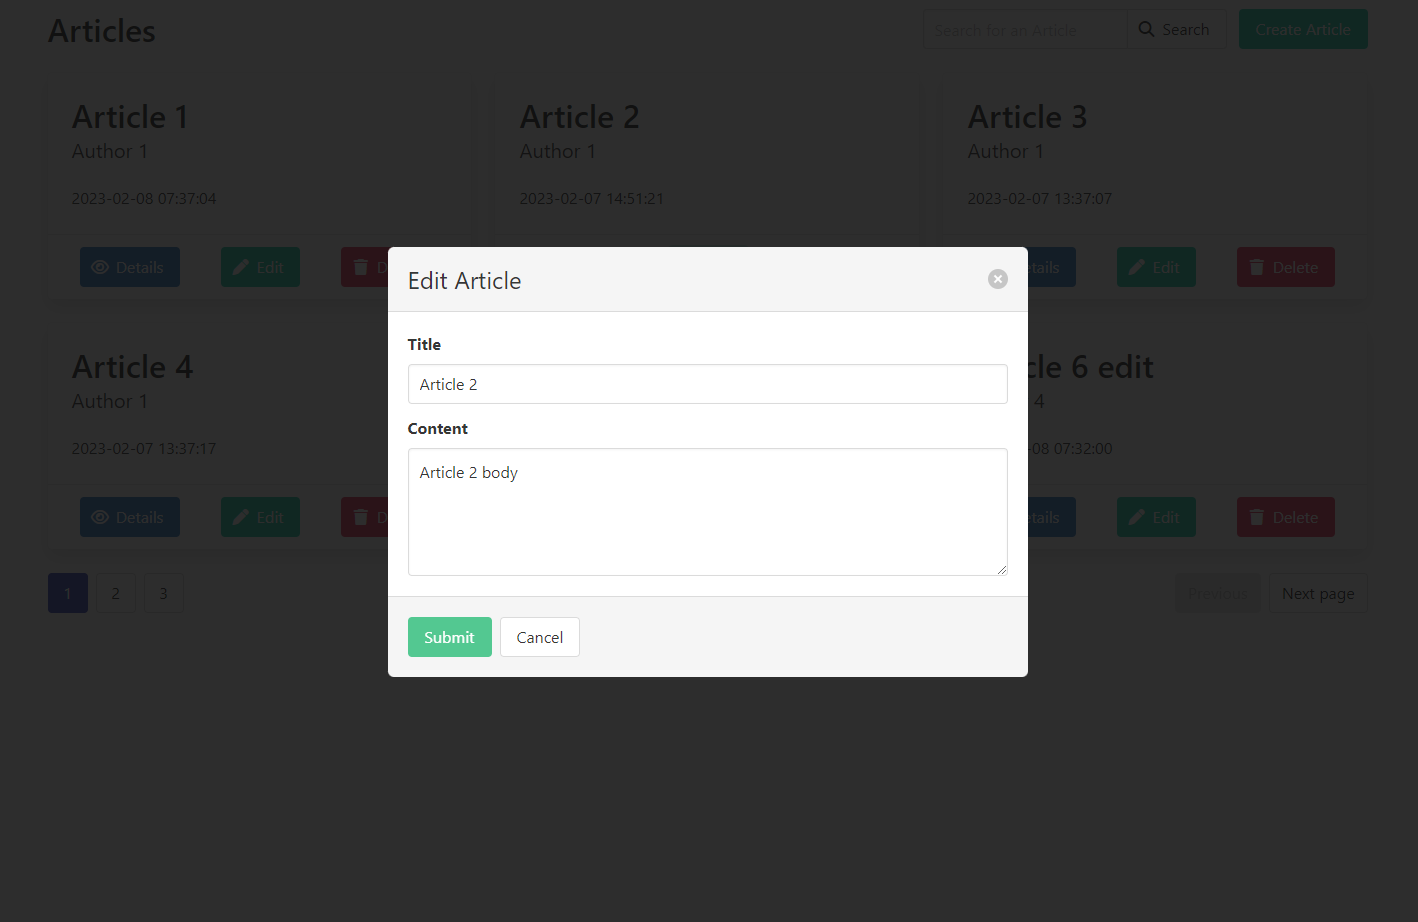 Articles
Search for an Article
Search
Create Article
Article 1
Author 1
2023-02-08 07:37:04
Details
Edit
D
Article 2
Author 1
2023-02-07 14:51:21
Article 3
Author 1
2023-02-07 13:37:07
tails
Edit
Delete
Edit Article
Title
Article 2
Content
Article 2 body
Submit
Cancel
Article 4
Author 1
2023-02-07 13:37:17
Details
Edit
D
cle 6 edit
4
-08 07:32:00
tails
Edit
Delete
1
2
3
Previous
Next page